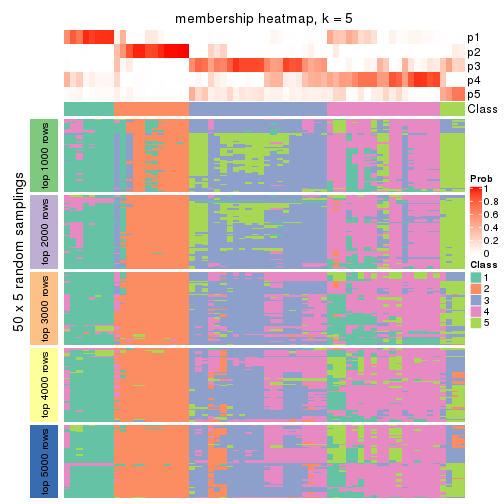 membership heatmap, k = 5
p1
p2
p3
p4
p5
Class
50 x 5 random samplings
top 1000 rows
top 2000 rows
top 3000 rows
top 4000 rows
top 5000 rows
Prob
1
0.8
0.6
0.4
0.2
0
Class
1
2
3
4
5